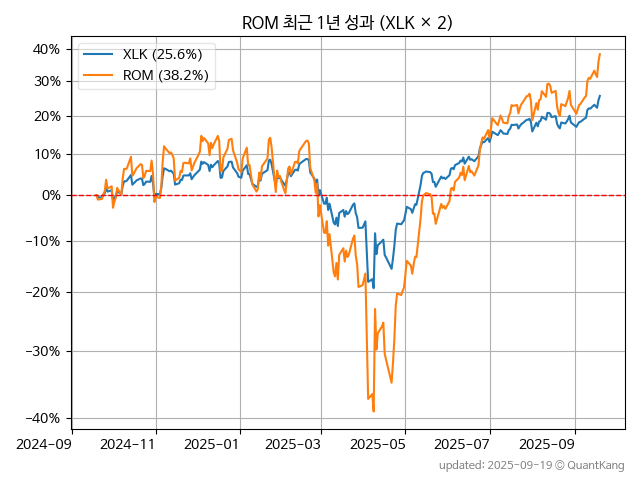 ROM 최근 1년 성과 (XLK × 2)
XLK (25.6%)
ROM (38.2%)
40%
30%
20%
10%
0%
−10%
−20%
−30%
−40%
2024-09 2024-11 2025-01 2025-03 2025-05 2025-07 2025-09
updated: 2025-09-19 © QuantKang